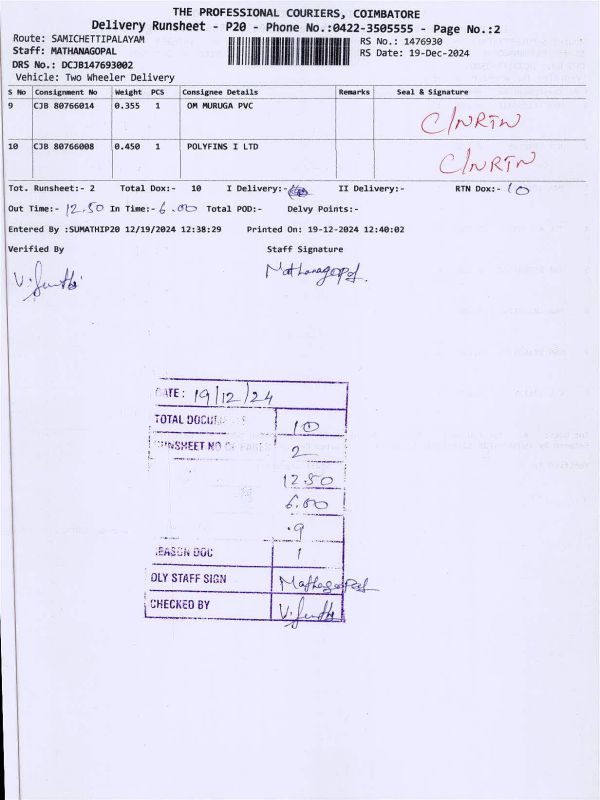 THE PROFESSIONAL COURIERS, COIMBATORE
Delivery Runsheet - P20 - Phone No.:0422-3505555 - Page No.:2
Route: SAMICHETTIPALAYAM RS No.: 1476930
Staff: MATHANAGOPAL RS Date: 19-Dec-2024
DRS No.: DCJB147693002
Vehicle: Two Wheeler Delivery
S No Consignment No Weight PCS Consignee Details Remarks Seal & Signature
9 CJB 80766014 0.355 1 OM MURUGA PVC C/NRTN
10 CJB 80766008 0.450 1 POLYFINS I LTD C/NRTN
Tot. Runsheet:- 2 Total Dox:- 10 I Delivery:- II Delivery:- RTN Dox:- 10
Out Time:- 12.50 In Time:- 6.00 Total POD:- Delvy Points:-
Entered By :SUMATHIP20 12/19/2024 12:38:29 Printed On: 19-12-2024 12:40:02
Verified By Staff Signature
Mathanagopal.
DATE: 19/12/24
TOTAL DOCUMENTS 10
RUNSHEET NO OF 2
12.50
6.00
.9
REASON DOC 1
DLY STAFF SIGN
CHECKED BY